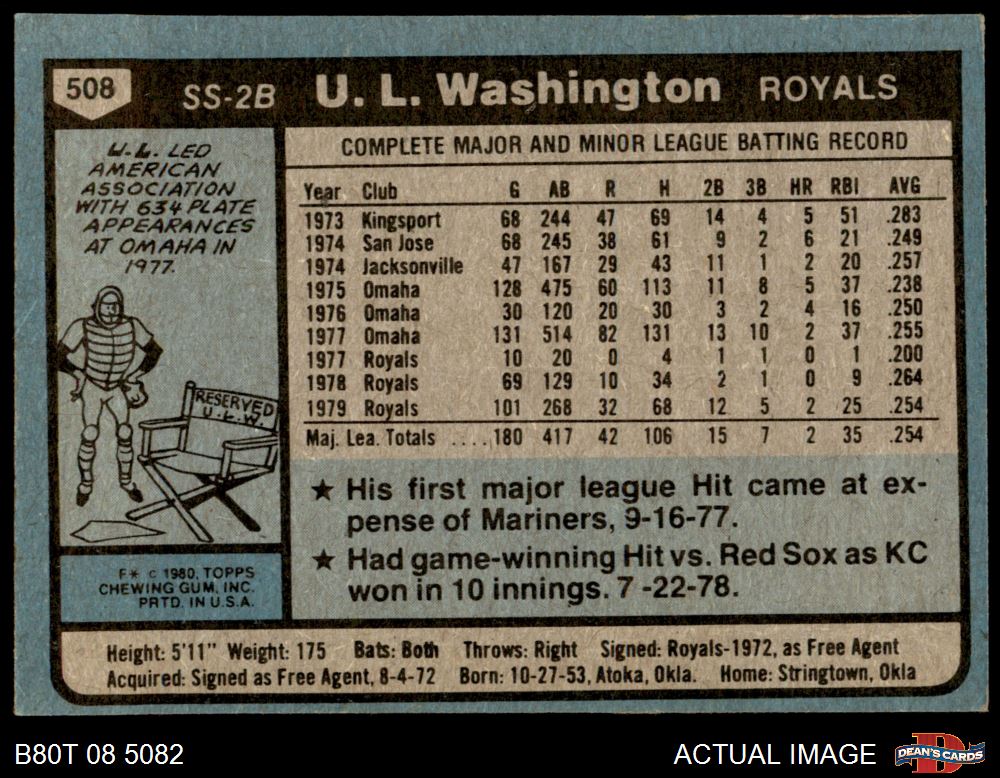 508 SS-2B U. L. Washington ROYALS
U.L. LED
AMERICAN
ASSOCIATION
WITH 634 PLATE
APPEARANCES
AT OMAHA IN
1977.
RESERVED
U.L.W.
F* © 1980, TOPPS
CHEWING GUM, INC.
PRTD. IN U.S.A.
COMPLETE MAJOR AND MINOR LEAGUE BATTING RECORD
Year Club G AB R H 2B 3B HR RBI AVG
1973 Kingsport 68 244 47 69 14 4 5 51 .283
1974 San Jose 68 245 38 61 9 2 6 21 .249
1974 Jacksonville 47 167 29 43 11 1 2 20 .257
1975 Omaha 128 475 60 113 11 8 5 37 .238
1976 Omaha 30 120 20 30 3 2 4 16 .250
1977 Omaha 131 514 82 131 13 10 2 37 .255
1977 Royals 10 20 0 4 1 1 0 1 .200
1978 Royals 69 129 10 34 2 1 0 9 .264
1979 Royals 101 268 32 68 12 5 2 25 .254
Maj. Lea. Totals ....180 417 42 106 15 7 2 35 .254
★ His first major league Hit came at ex-
pense of Mariners, 9-16-77.
★ Had game-winning Hit vs. Red Sox as KC
won in 10 innings. 7 -22-78.
Height: 5'11" Weight: 175 Bats: Both Throws: Right Signed: Royals-1972, as Free Agent
Acquired: Signed as Free Agent, 8-4-72 Born: 10-27-53, Atoka, Okla. Home: Stringtown, Okla
B80T 08 5082 ACTUAL IMAGE DEAN'S CARDS